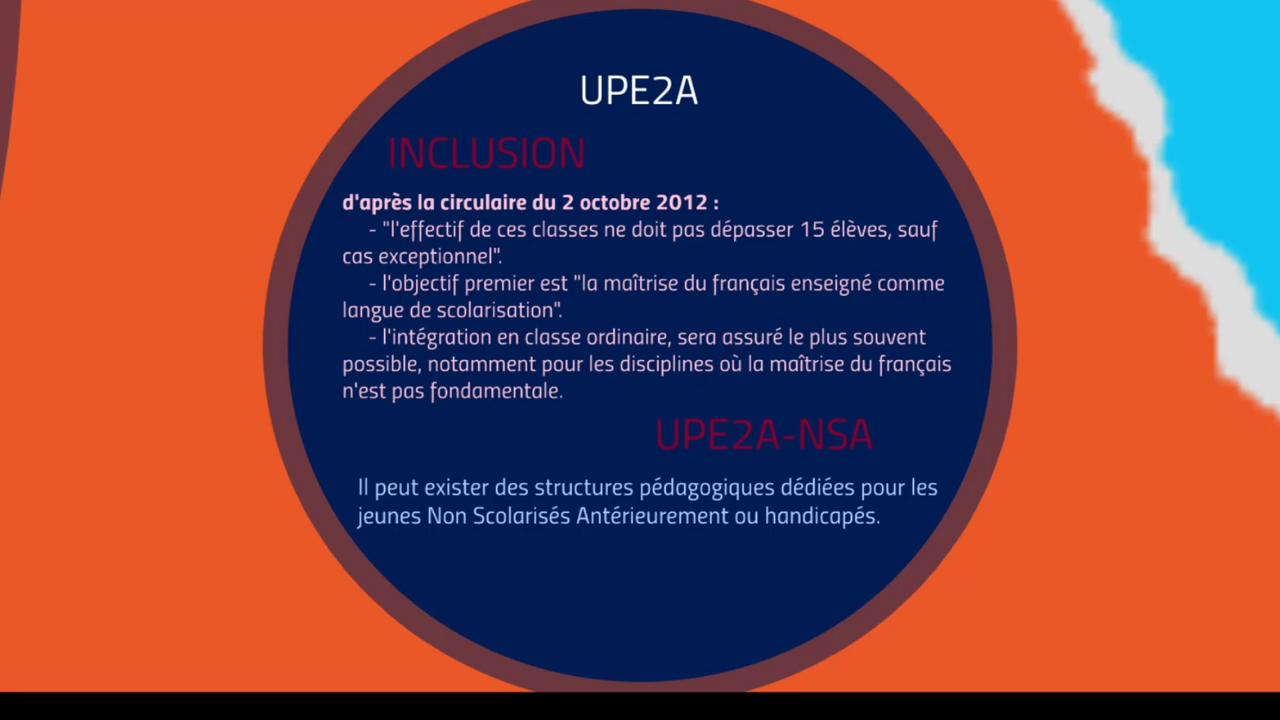 UPE2A
INCLUSION
d'après la circulaire du 2 octobre 2012 :
- "l'effectif de ces classes ne doit pas dépasser 15 élèves, sauf
cas exceptionnel".
- l'objectif premier est "la maîtrise du français enseigné comme
langue de scolarisation".
- l'intégration en classe ordinaire, sera assuré le plus souvent
possible, notamment pour les disciplines où la maîtrise du français
n'est pas fondamentale.
UPE2A-NSA
Il peut exister des structures pédagogiques dédiées pour les
jeunes Non Scolarisés Antérieurement ou handicapés.